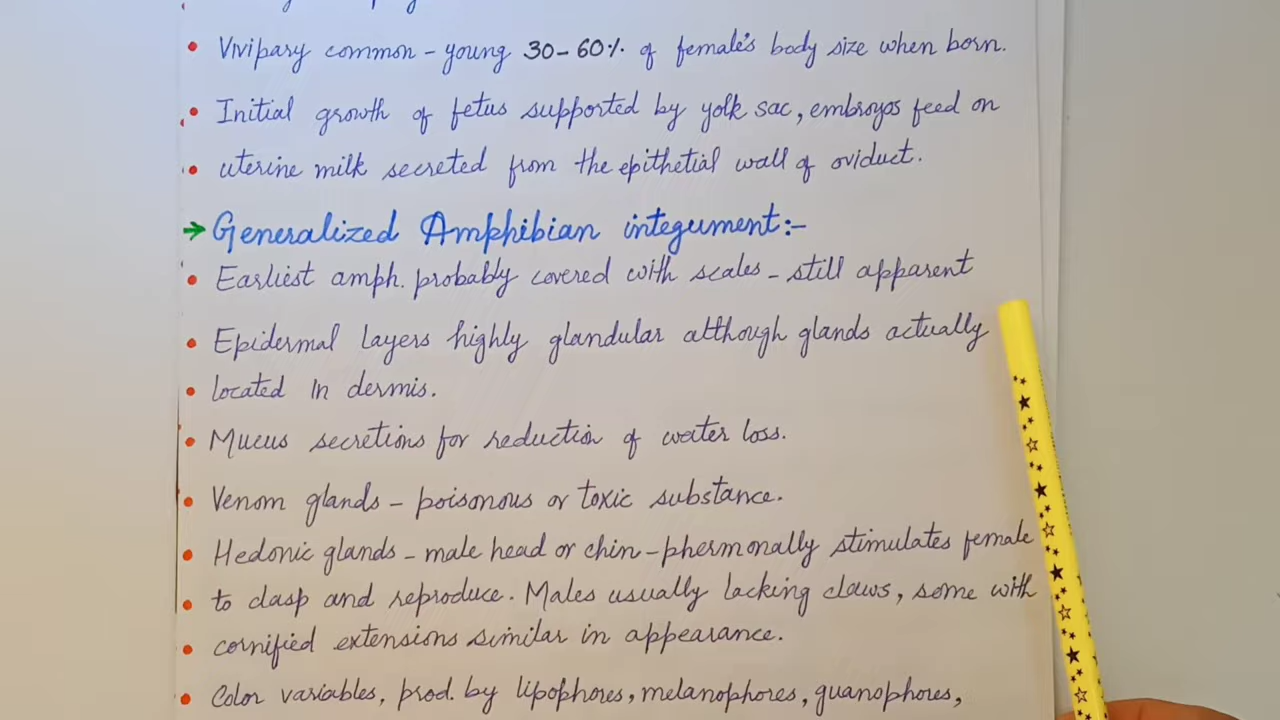 • Vivipary common - young 30-60% of female's body size when born.
• Initial growth of fetus supported by yolk sac, embroyos feed on
• uterine milk secreted from the epithetial wall of oviduct.
→ Generalized Amphibian integument:-
• Earliest amph. probably covered with scales - still apparent
• Epidermal Layers highly glandular although glands actually
• located In dermis.
• Mucus secretions for reduction of water loss.
• Venom glands - poisonous or toxic substance.
• Hedonic glands - male head or chin - phermonally stimulates female
• to clasp and reproduce. Males usually lacking claws, some with
• cornified extensions similar in appearance.
• Color variables, prod. by lipophores, melanophores, guanophores,